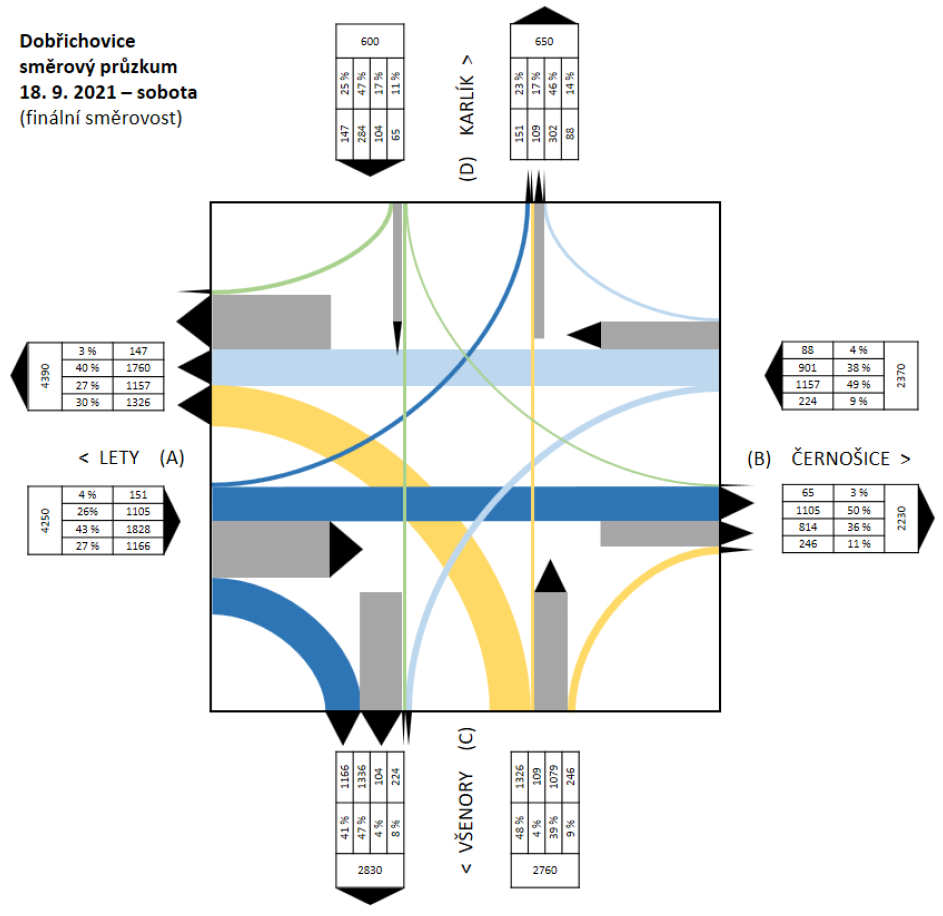 Dobřichovice
směrový průzkum
18. 9. 2021 – sobota
(finální směrovost)
600
25 %
47 %
17 %
11 %
147
284
104
65
(D) KARLÍK >
650
23 %
17 %
46 %
14 %
151
109
302
88
4390
3 % 147
40 % 1760
27 % 1157
30 % 1326
< LETY (A)
4250
4 % 151
26% 1105
43 % 1828
27 % 1166
88 4 %
901 38 %
1157 49 %
224 9 %
2370
(B) ČERNOŠICE >
65 3 %
1105 50 %
814 36 %
246 11 %
2230
1166
1336
104
224
41 %
47 %
4 %
8 %
2830
< VŠENORY (C)
1326
109
1079
246
48 %
4 %
39 %
9 %
2760